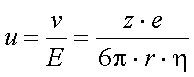 u = v/E = z · e / 6π · r · η